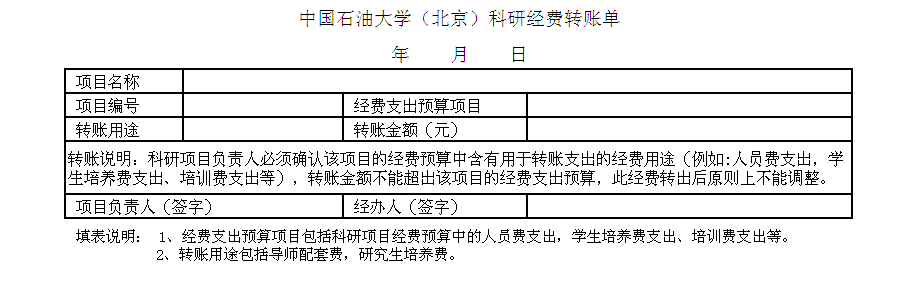 中国石油大学（北京）科研经费转账单
年 月 日
项目名称
项目编号 经费支出预算项目
转账用途 转账金额（元）
转账说明：科研项目负责人必须确认该项目的经费预算中含有用于转账支出的经费用途（例如:人员费支出，学
生培养费支出、培训费支出等），转账金额不能超出该项目的经费支出预算，此经费转出后原则上不能调整。
项目负责人（签字） 经办人（签字）
填表说明： 1、经费支出预算项目包括科研项目经费预算中的人员费支出，学生培养费支出、培训费支出等。
2、转账用途包括导师配套费，研究生培养费。